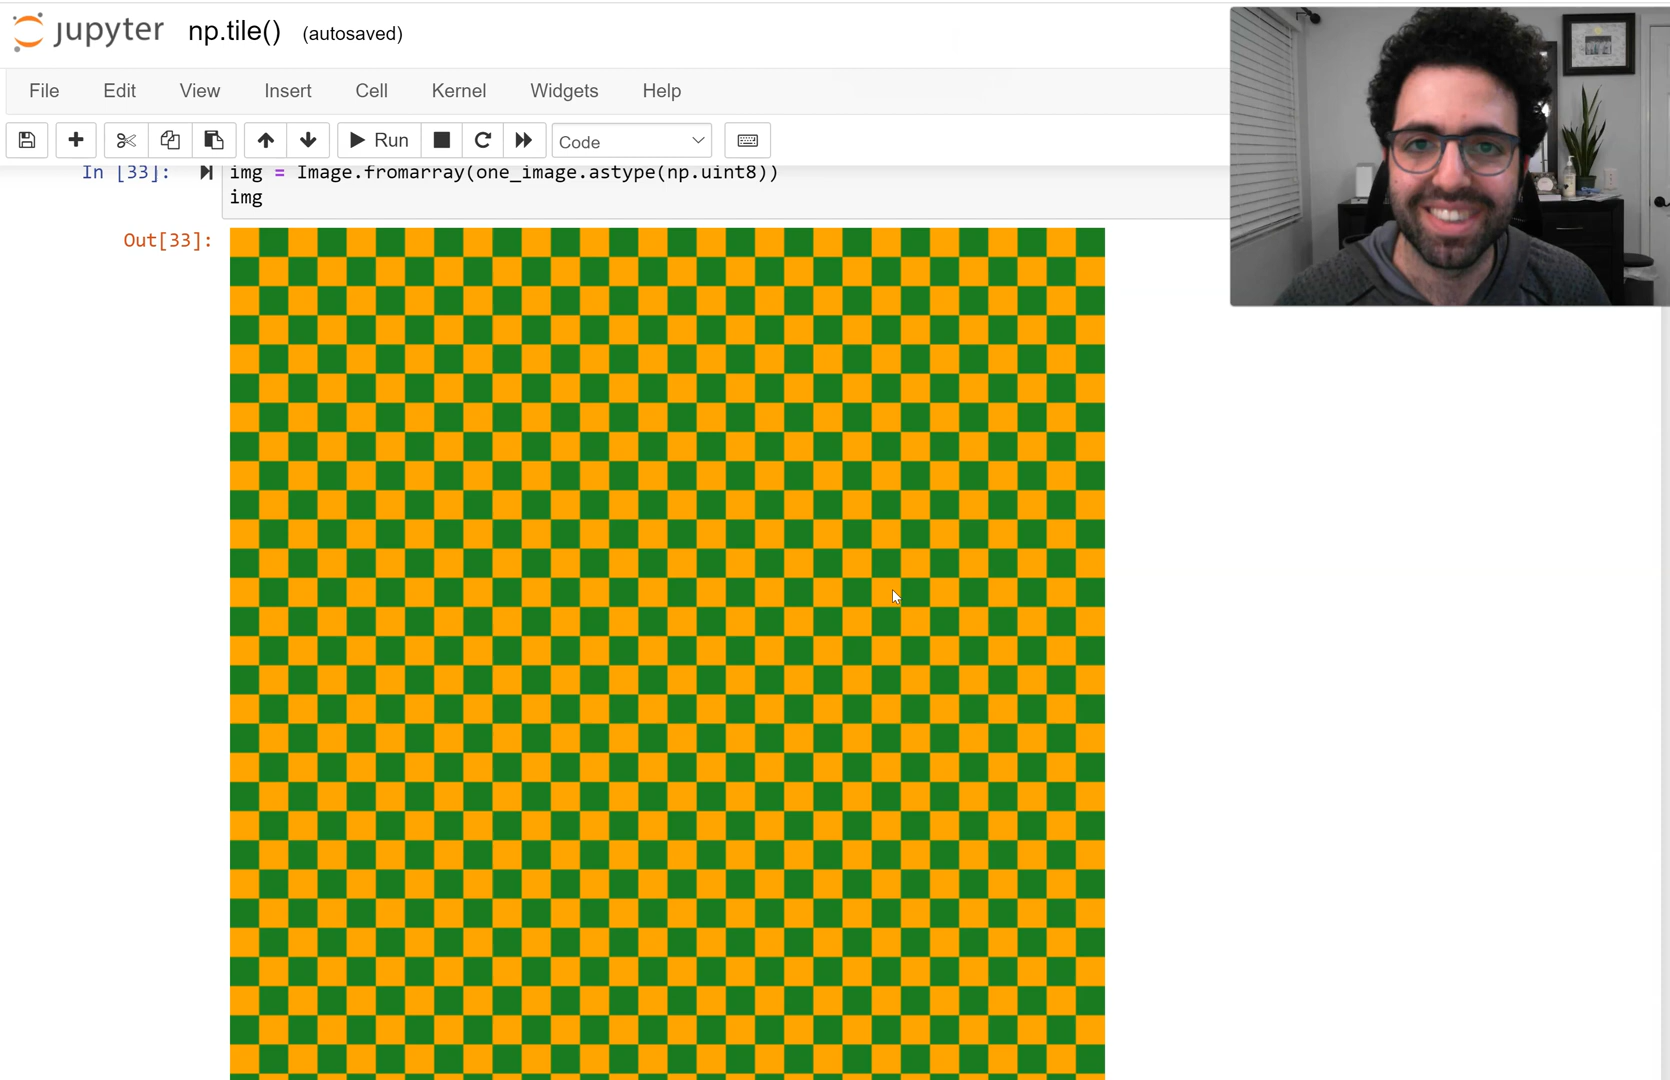 jupyter np.tile() (autosaved)
File Edit View Insert Cell Kernel Widgets Help
Run Code
In [33]: img = Image.fromarray(one_image.astype(np.uint8))
img
Out[33]: